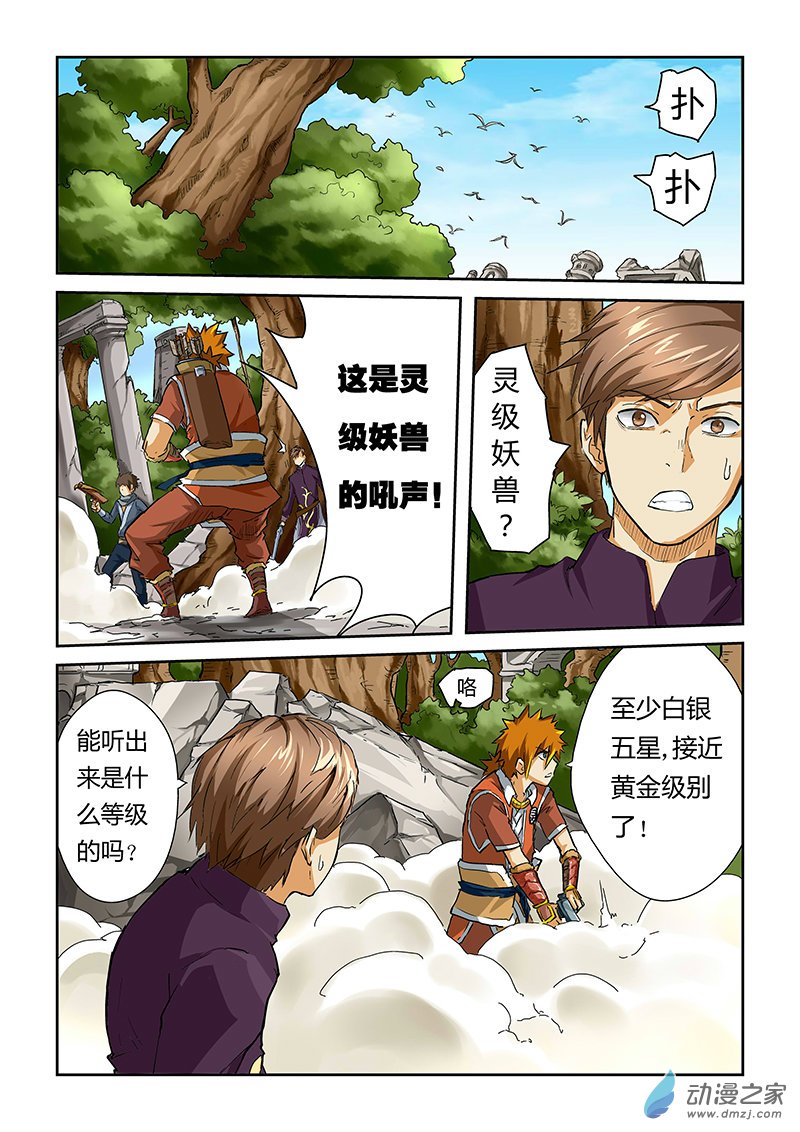 扑
扑
这是灵
级妖兽
的吼声!
灵级妖兽?
能听出
来是什
么等级
的吗?
咯
至少白银
五星,接近
黄金级别
了!
动漫之家
www.dmzj.com